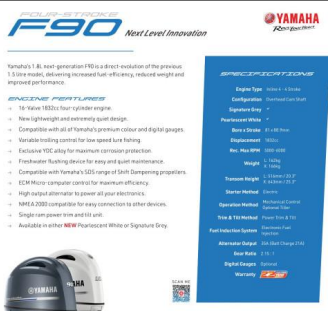 FOUR-STROKE
F90 Next Level Innovation
YAMAHA
Revs Your Heart
Yamaha's 1.8L next-generation F90 is a direct-evolution of the previous
1.5 litre model, delivering increased fuel-efficiency, reduced weight and
improved performance.
ENGINE FEATURES
16-Valve 1832cc four-cylinder engine.
New lightweight and extremely quiet design.
Compatible with all of Yamaha's premium colour and digital gauges.
Variable trolling control for low speed lure fishing.
Exclusive YDC alloy for maximum corrosion protection.
Freshwater flushing device for easy and quiet maintenance.
Compatible with Yamaha's SDS range of Shift Dampening propellers.
ECM Micro-computer control for maximum efficiency.
High output alternator to power all your electronics.
NMEA 2000 compatible for easy connection to other devices.
Single ram power trim and tilt unit.
Available in either NEW Pearlescent White or Signature Grey.
SPECIFICATIONS
Engine Type Inline 4 - 4 Stroke
Configuration Overhead Cam Shaft
Signature Grey *
Pearlescent White *
Bore x Stroke
Displacement 1832cc
Rec. Max RPM 5000-6000
Weight
Transom Height
Starter Method Electric
Operation Method Mechanical Control
Optional Tiller
Trim & Tilt Method Power Trim & Tilt
Fuel Induction System Electronic Fuel
Injection
Alternator Output
Gear Ratio
Digital Gauges Optional
Warranty
SCAN ME
YAMAHA